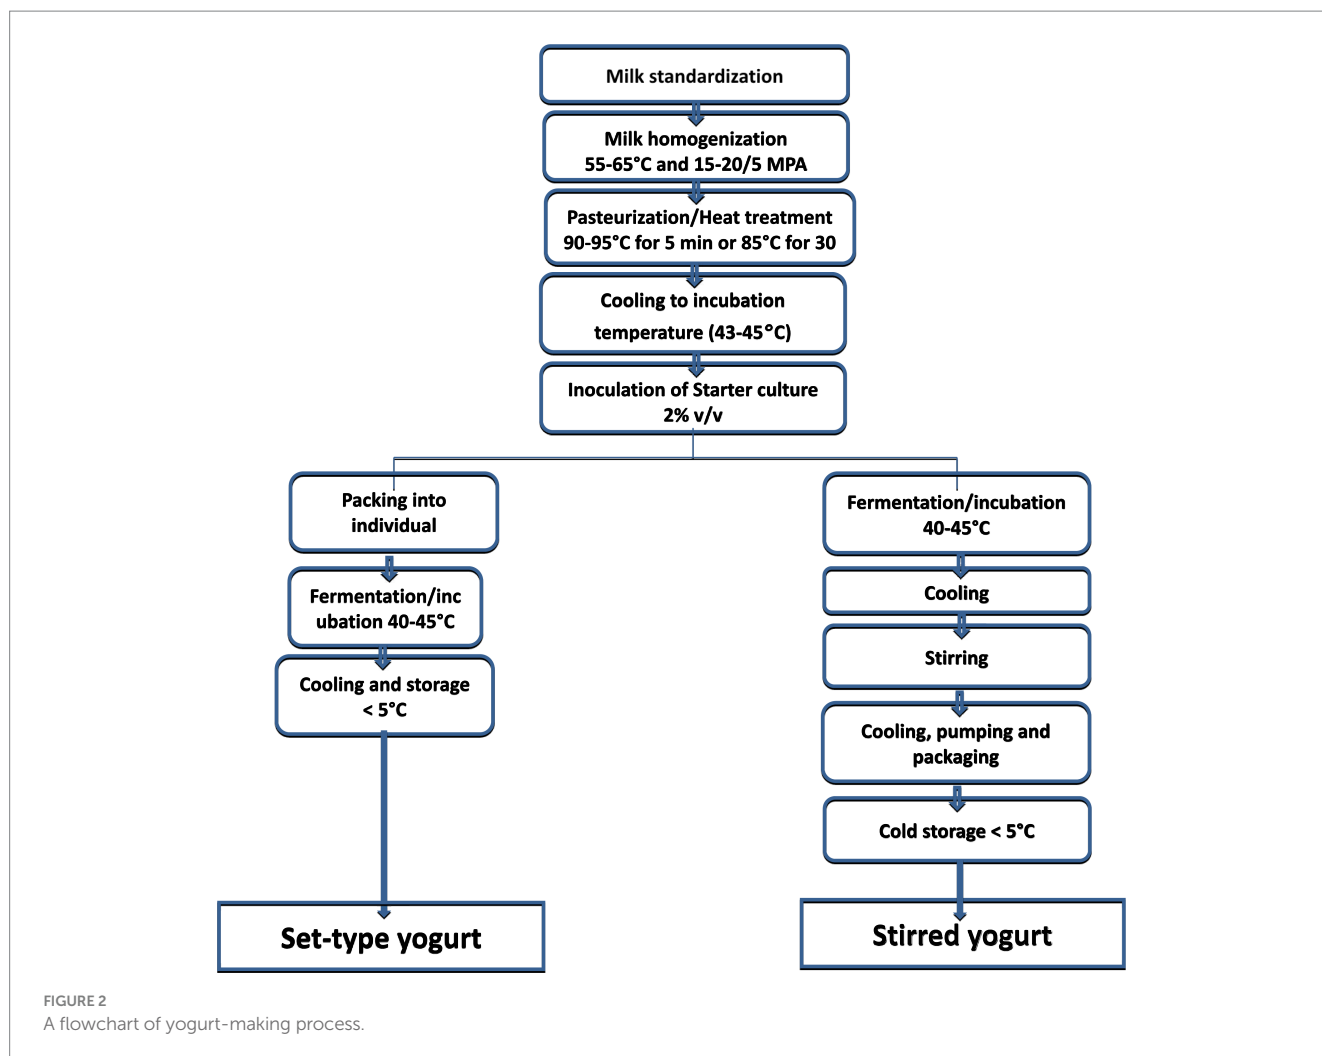 Milk standardization
Milk homogenization
55-65°C and 15-20/5 MPA
Pasteurization/Heat treatment
90-95°C for 5 min or 85°C for 30
Cooling to incubation
temperature (43-45°C)
Inoculation of Starter culture
2% v/v
Packing into
individual
Fermentation/inc
ubation 40-45°C
Cooling and storage
< 5°C
Set-type yogurt
Fermentation/incubation
40-45°C
Cooling
Stirring
Cooling, pumping and
packaging
Cold storage < 5°C
Stirred yogurt
FIGURE 2
A flowchart of yogurt-making process.